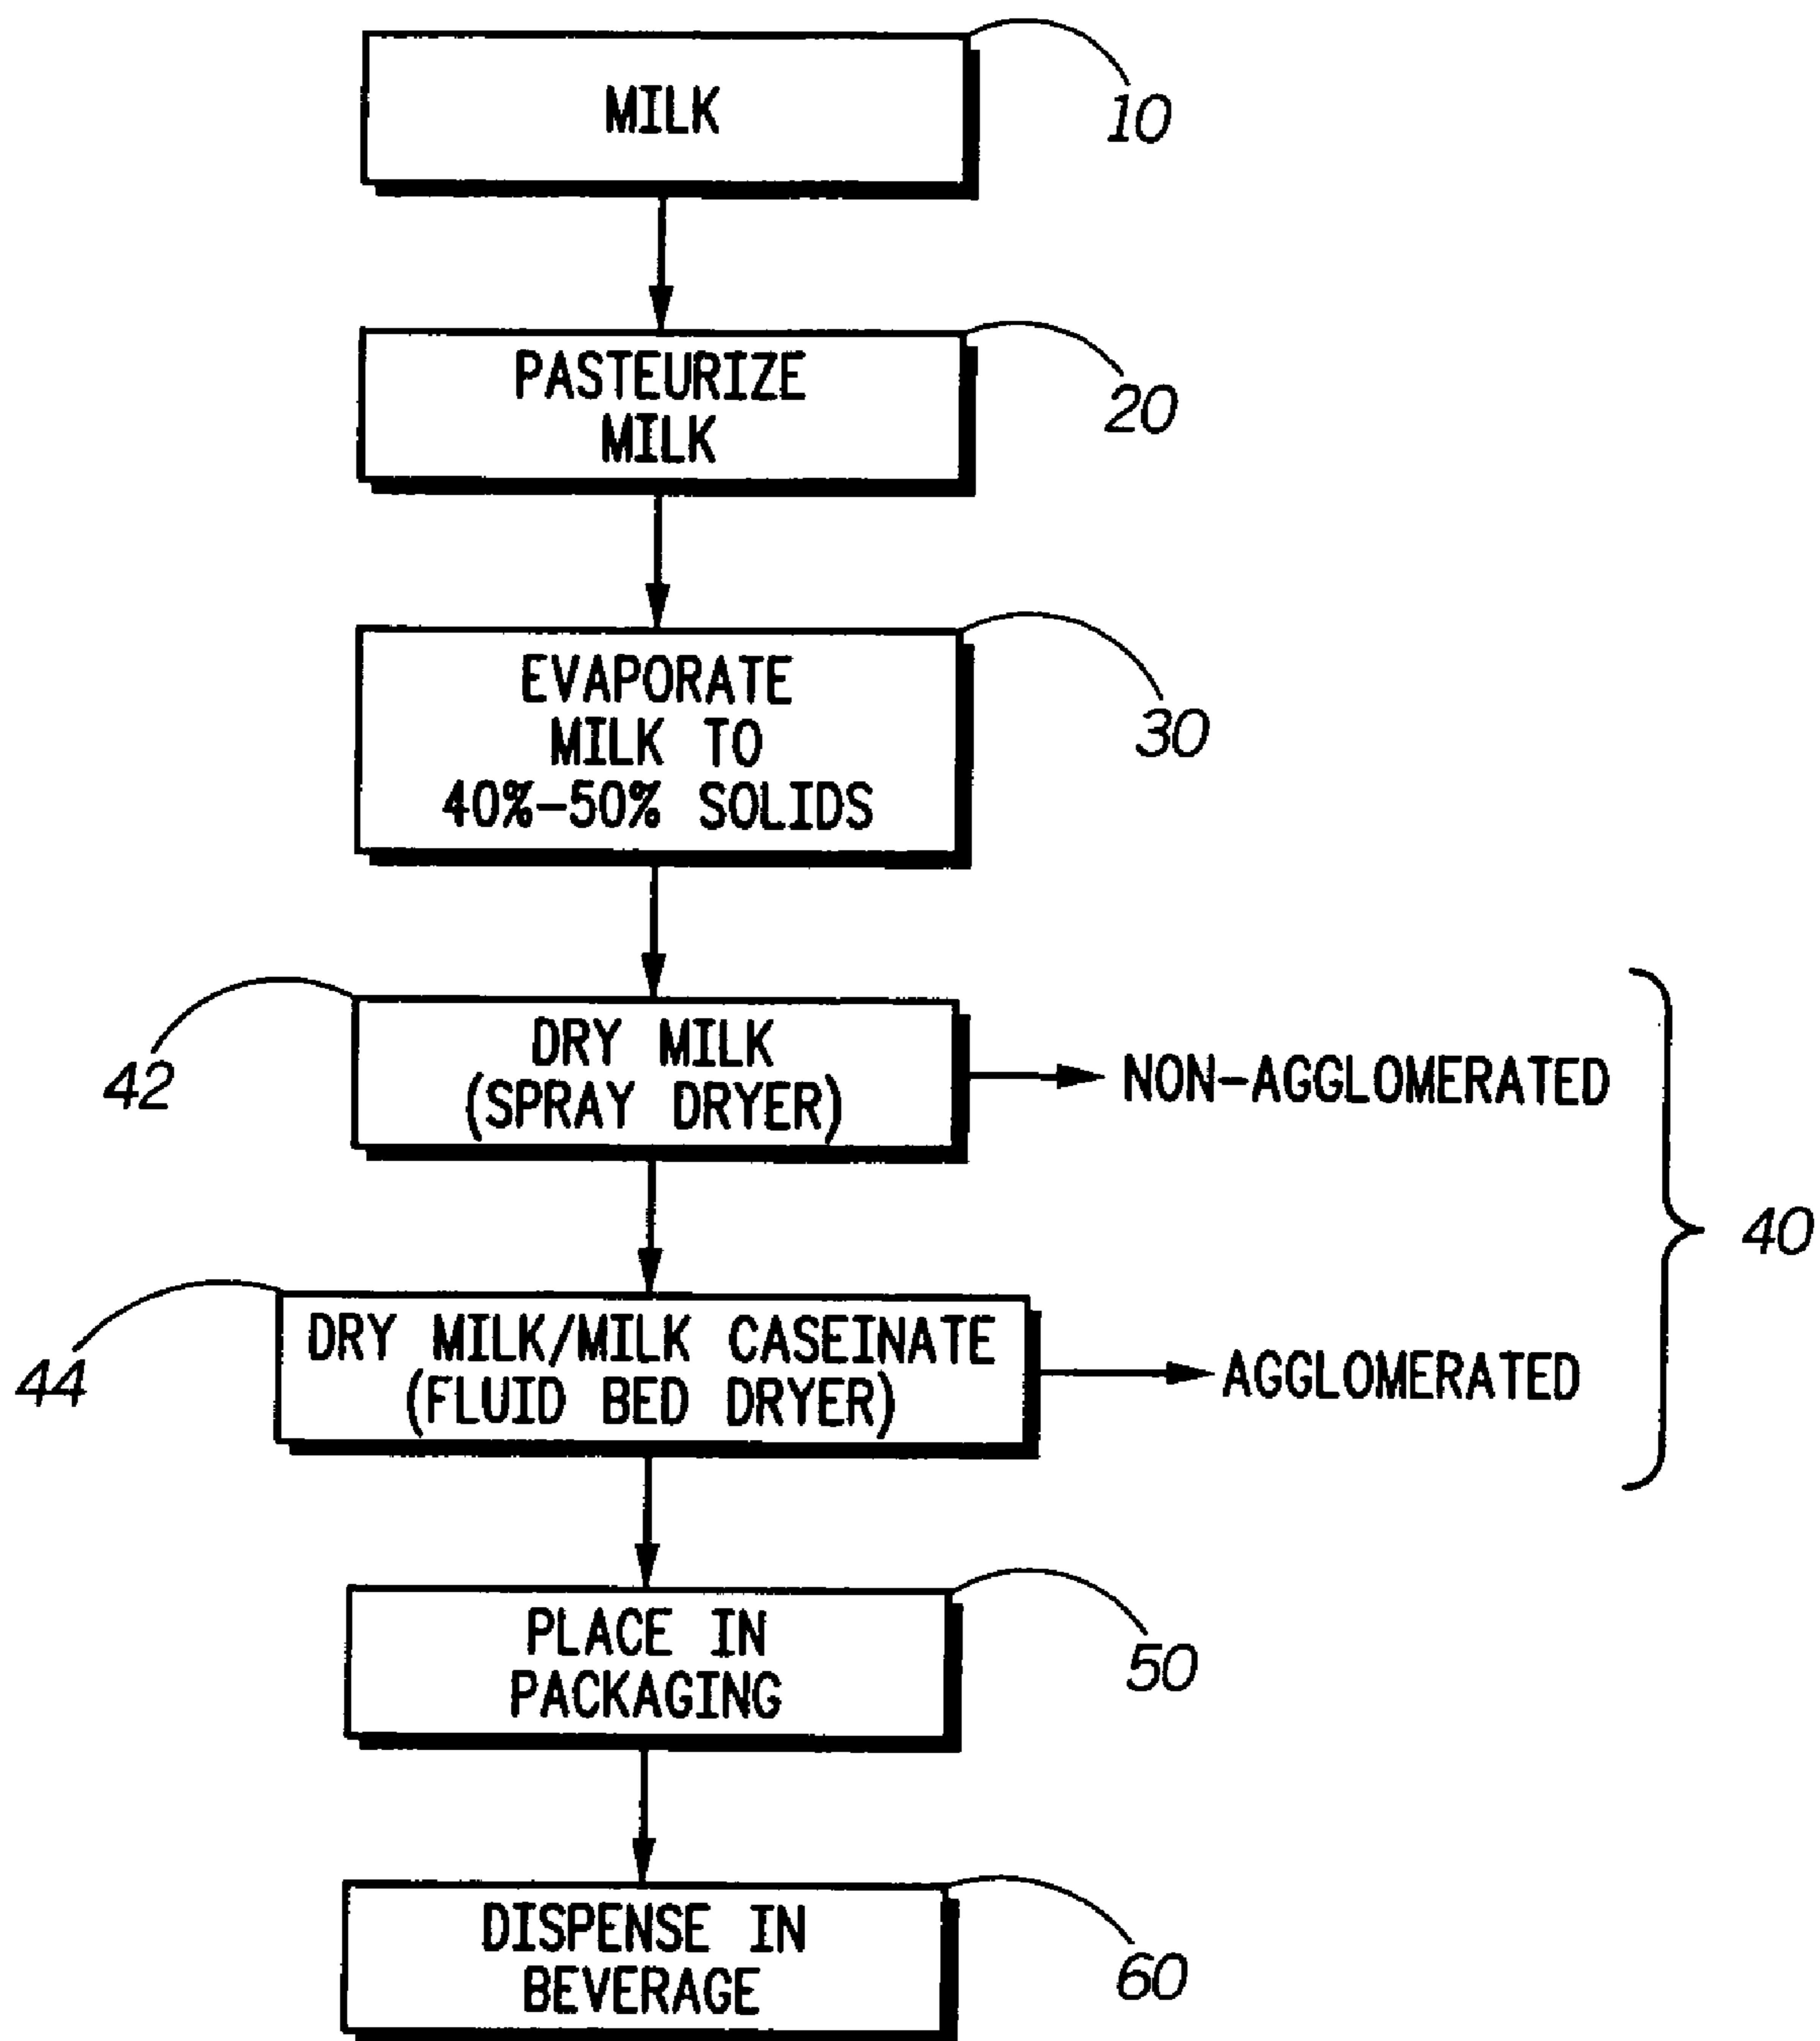 MILK
10
PASTEURIZE
MILK
20
EVAPORATE
MILK TO
40%-50% SOLIDS
30
42
DRY MILK
(SPRAY DRYER)
NON-AGGLOMERATED
40
44
DRY MILK/MILK CASEINATE
(FLUID BED DRYER)
AGGLOMERATED
PLACE IN
PACKAGING
50
DISPENSE IN
BEVERAGE
60